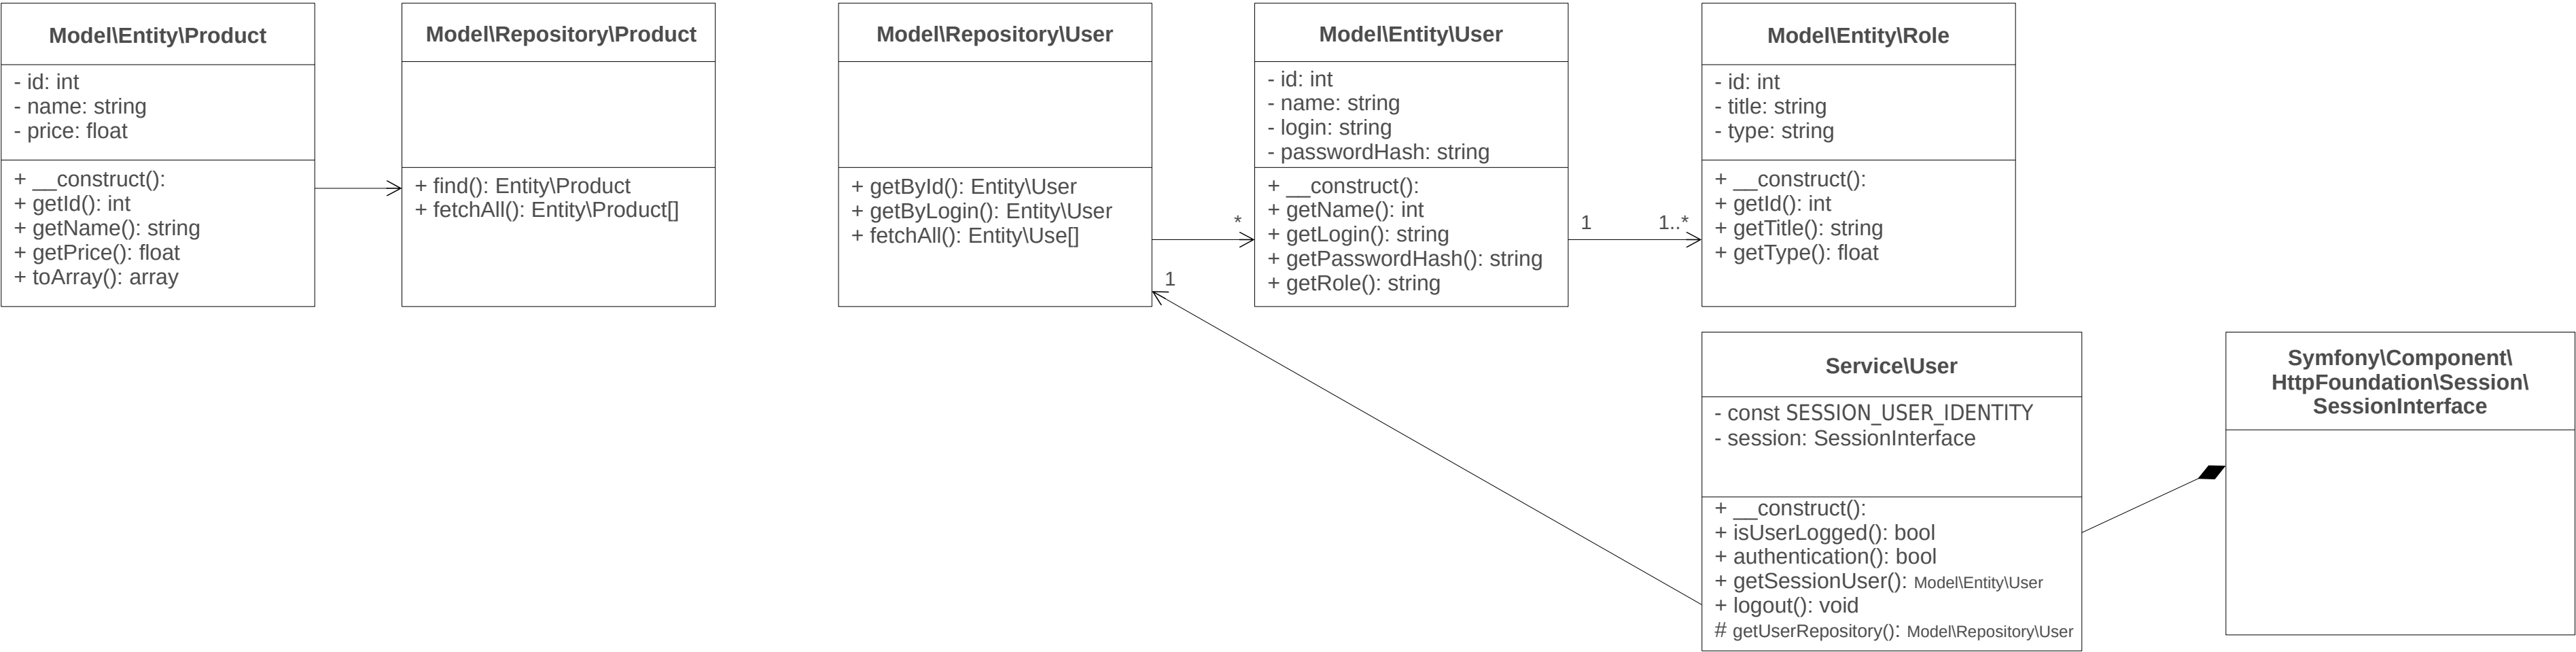 Model\Entity\Product
- id: int
- name: string
- price: float
+ __construct():
+ getId(): int
+ getName(): string
+ getPrice(): float
+ toArray(): array
Model\Repository\Product
+ find(): Entity\Product
+ fetchAll(): Entity\Product[]
Model\Repository\User
+ getById(): Entity\User
+ getByLogin(): Entity\User
+ fetchAll(): Entity\Use[]
*
1
Model\Entity\User
- id: int
- name: string
- login: string
- passwordHash: string
+ __construct():
+ getName(): int
+ getLogin(): string
+ getPasswordHash(): string
+ getRole(): string
1
1..*
Model\Entity\Role
- id: int
- title: string
- type: string
+ __construct():
+ getId(): int
+ getTitle(): string
+ getType(): float
Service\User
- const SESSION_USER_IDENTITY
- session: SessionInterface
+ __construct():
+ isUserLogged(): bool
+ authentication(): bool
+ getSessionUser(): Model\Entity\User
+ logout(): void
# getUserRepository(): Model\Repository\User
Symfony\Component\
HttpFoundation\Session\
SessionInterface